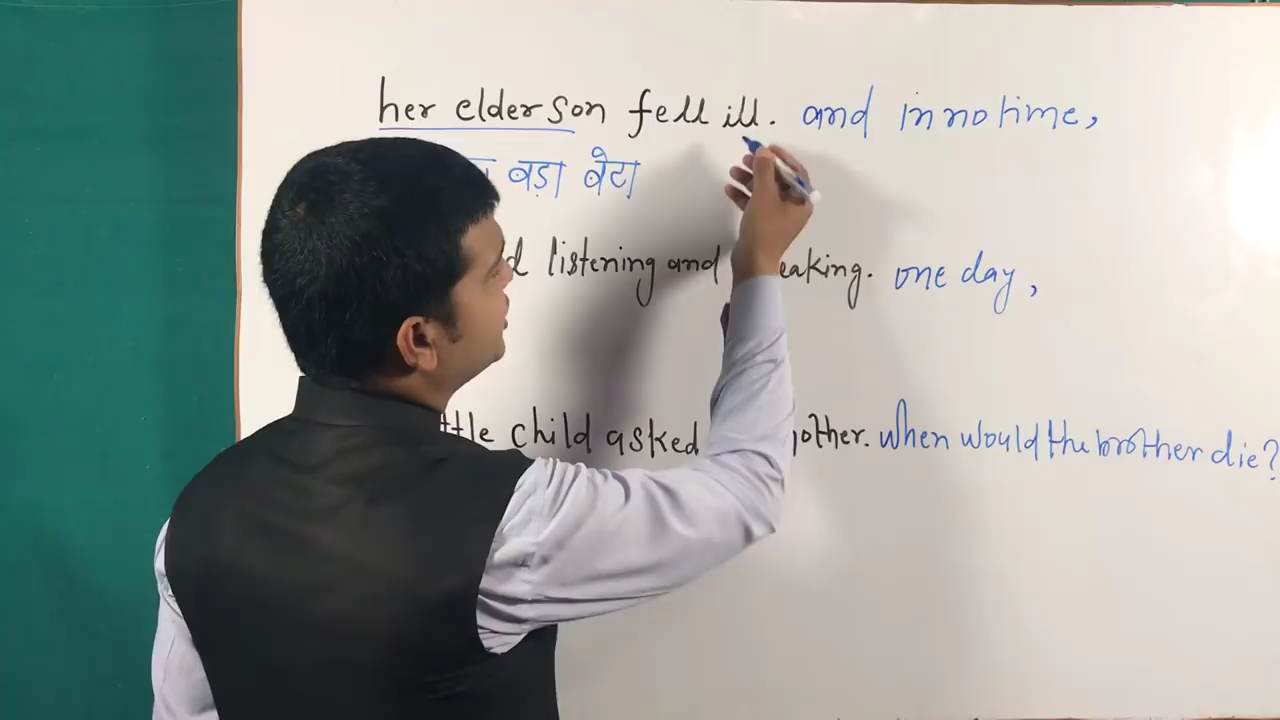 her elder son fell ill. and in no time,
बड़ा बेटा
listening and eaking. one day,
child asked other. when would the brother die?